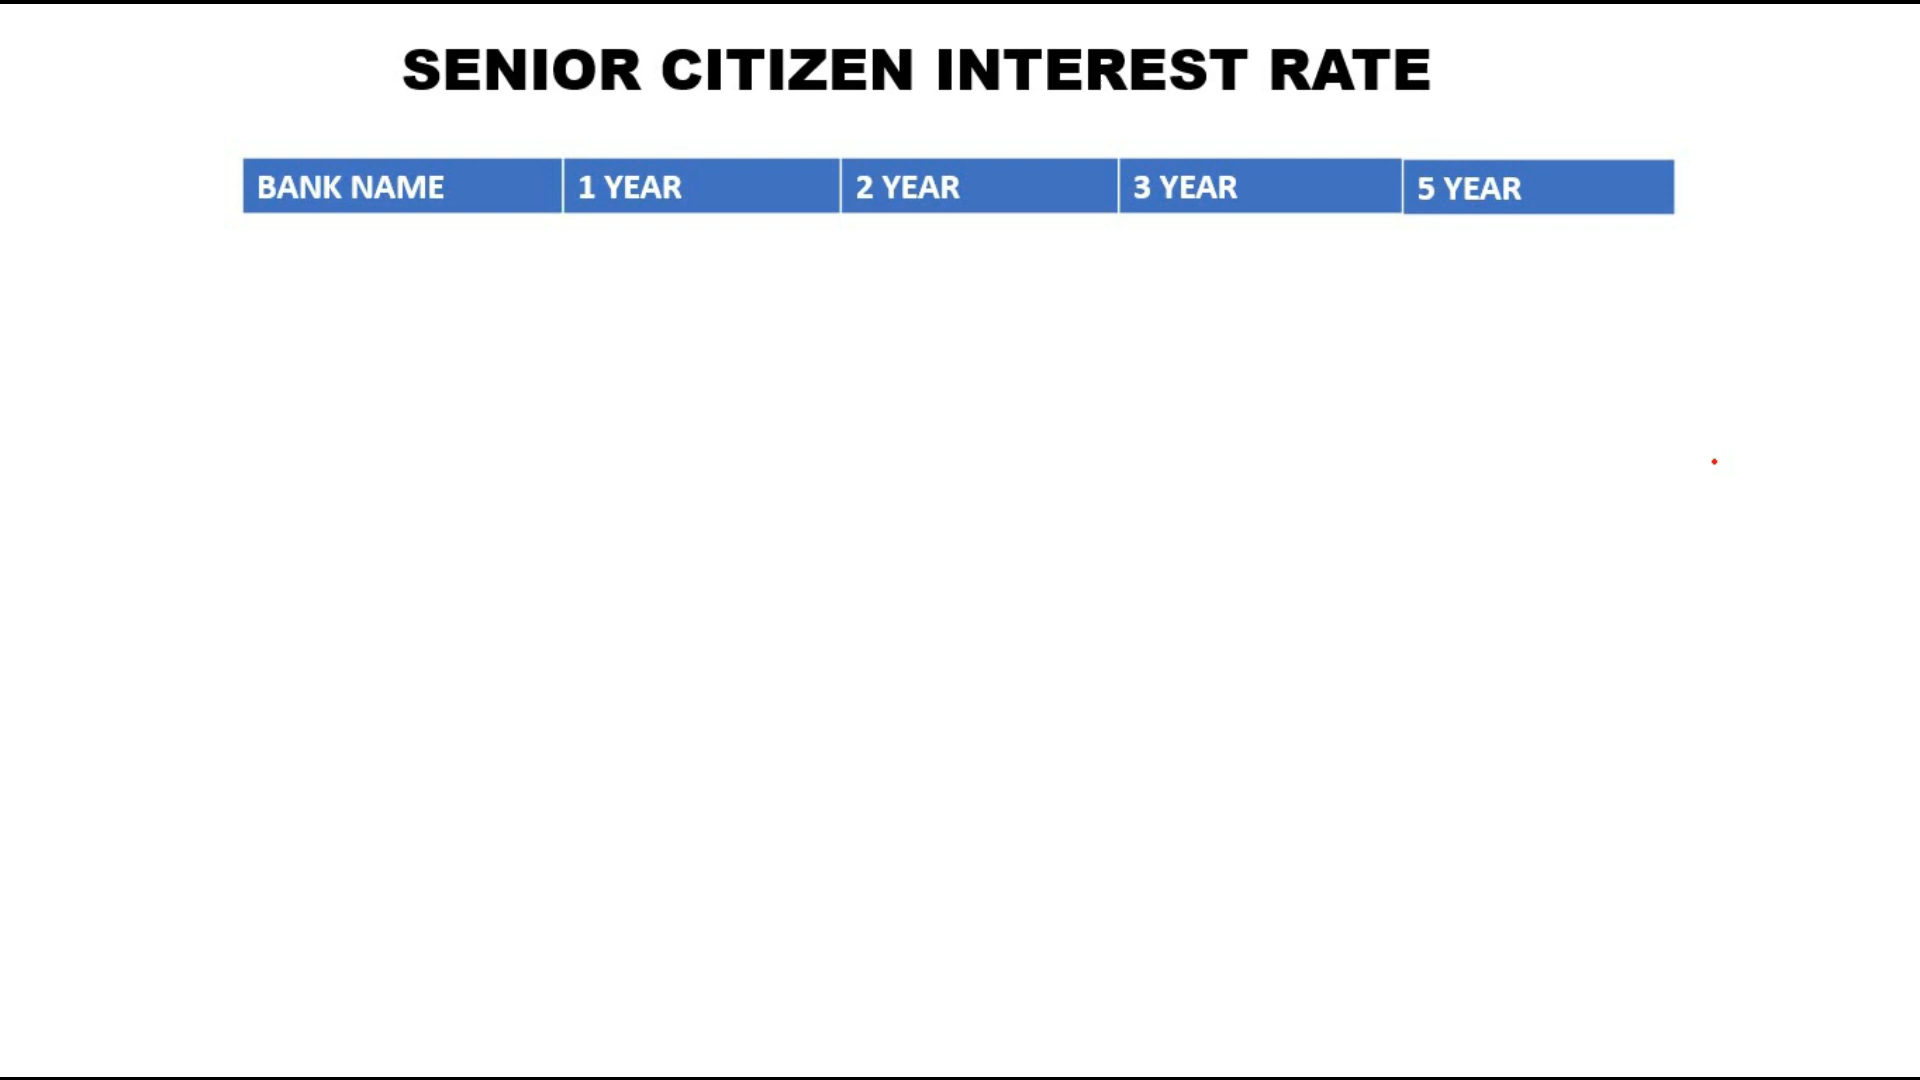 SENIOR CITIZEN INTEREST RATE
BANK NAME 1 YEAR 2 YEAR 3 YEAR 5 YEAR